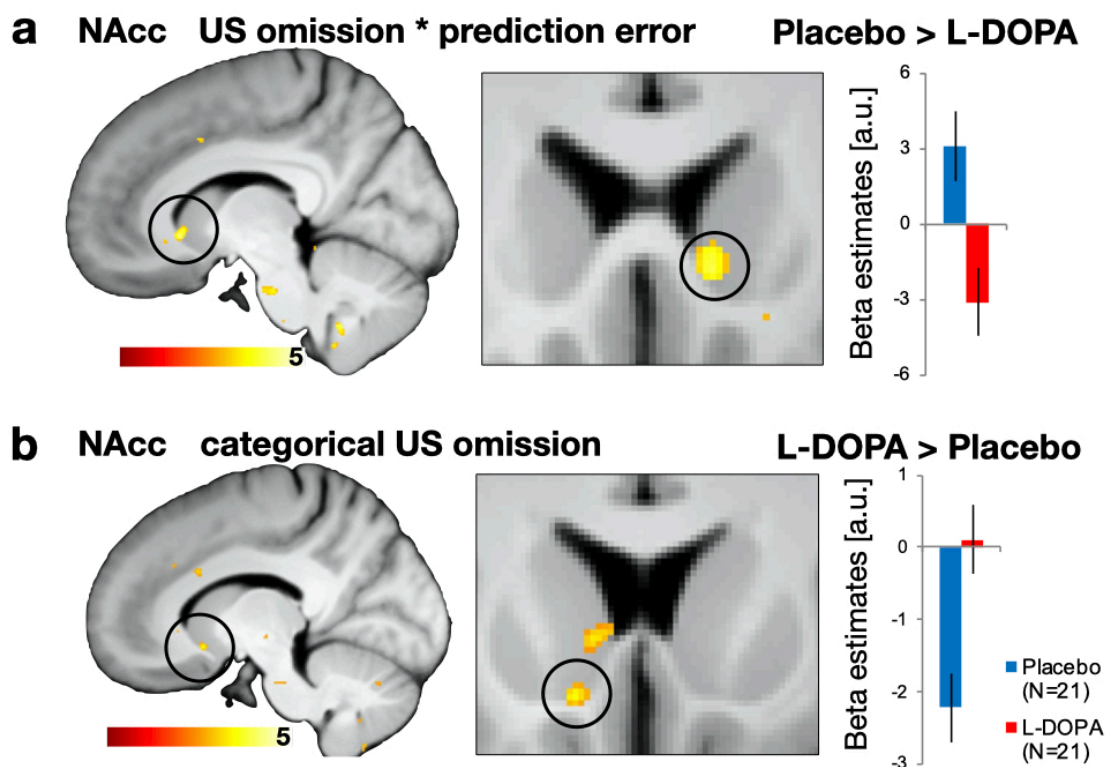 a NAcc US omission * prediction error Placebo > L-DOPA
6
3
0
-3
-6
Beta estimates [a.u.]
5
b NAcc categorical US omission L-DOPA > Placebo
1
0
-1
-2
-3
Beta estimates [a.u.]
5
Placebo
(N=21)
L-DOPA
(N=21)